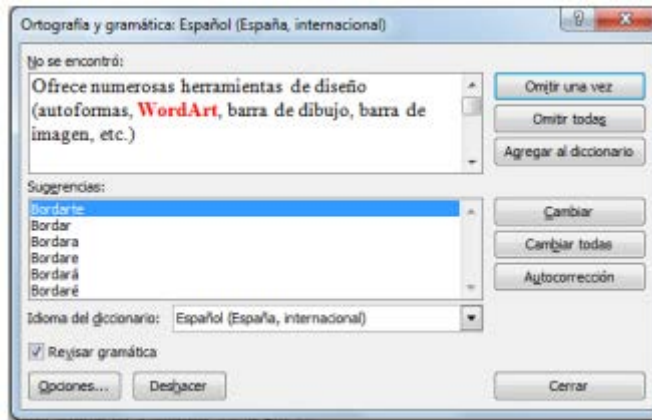 Ortografía y gramática: Español (España, internacional)
No se encontró:
Ofrece numerosas herramientas de diseño
(autoformas, WordArt, barra de dibujo, barra de
imagen, etc.)
Omitir una vez
Omitir todas
Agregar al diccionario
Sugerencias:
Bordarte
Bordar
Bordara
Bordare
Bordará
Bordaré
Cambiar
Cambiar todas
Autocorrección
Idioma del diccionario: Español (España, internacional)
Revisar gramática
Opciones... Deshacer Cerrar